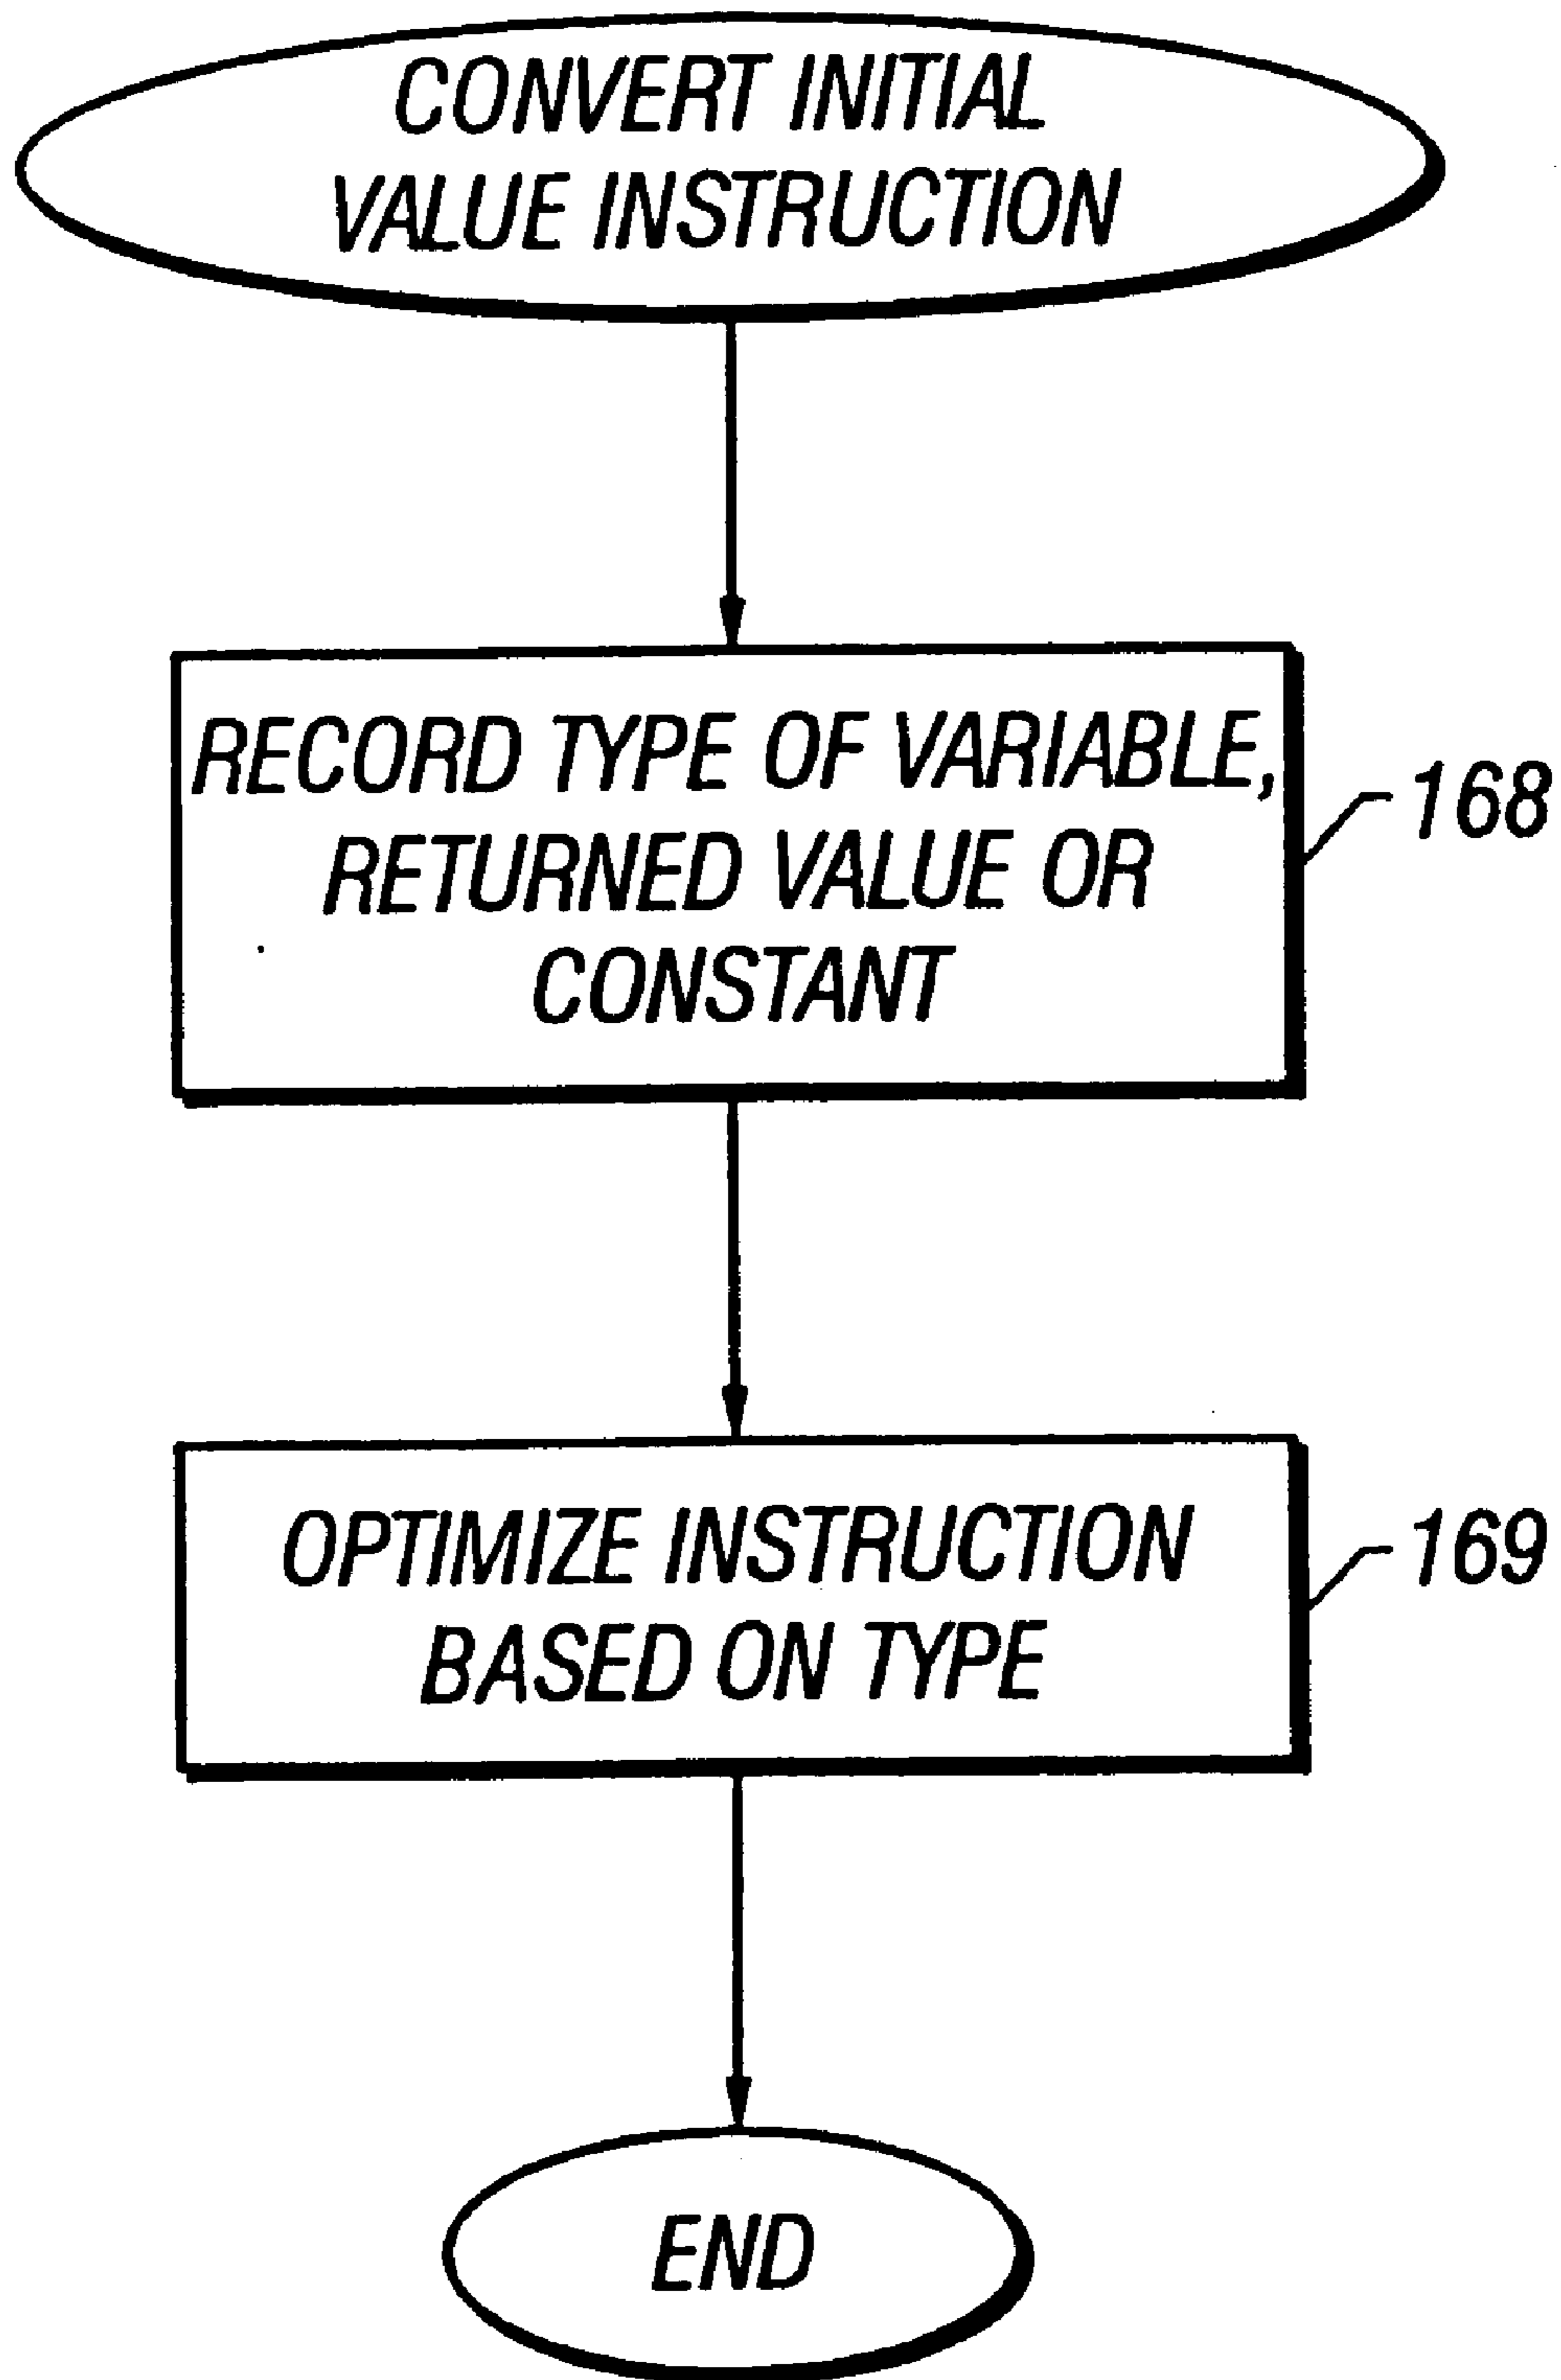 CONVERT INITIAL
VALUE INSTRUCTION
RECORD TYPE OF VARIABLE,
RETURNED VALUE OR
CONSTANT
168
OPTIMIZE INSTRUCTION
BASED ON TYPE
169
END